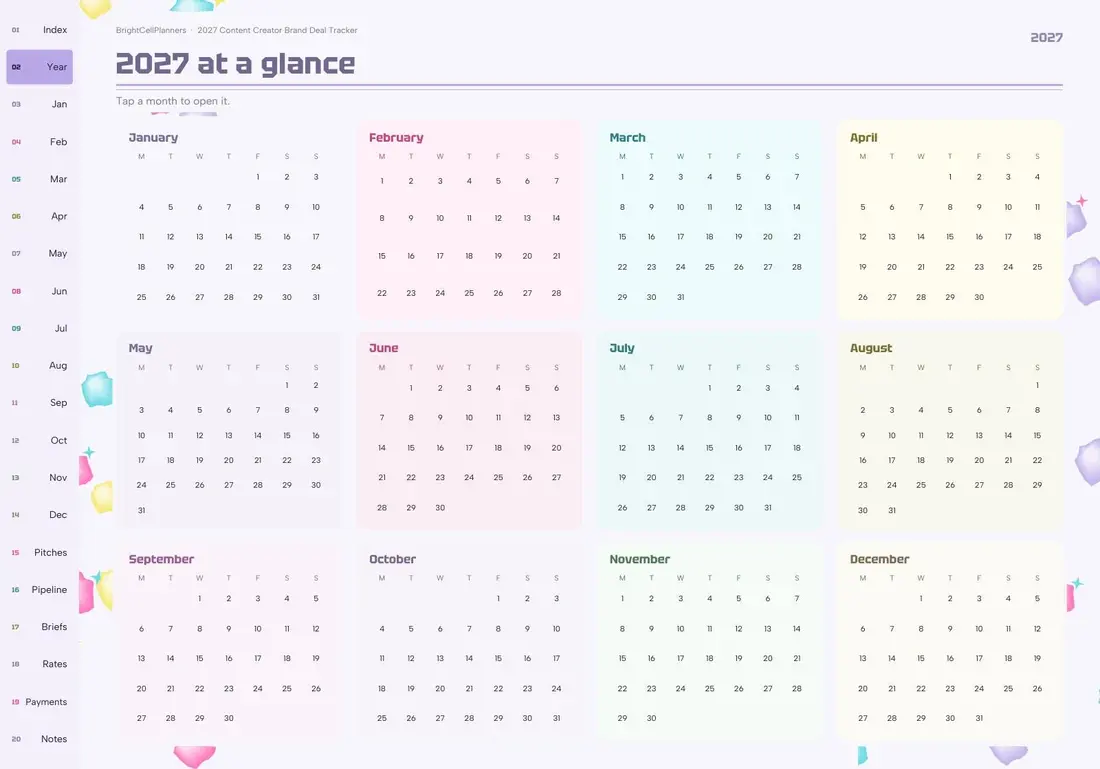 01 Index
02 Year
03 Jan
04 Feb
05 Mar
06 Apr
07 May
08 Jun
09 Jul
10 Aug
11 Sep
12 Oct
13 Nov
14 Dec
15 Pitches
16 Pipeline
17 Briefs
18 Rates
19 Payments
20 Notes
BrightCellPlanners · 2027 Content Creator Brand Deal Tracker
2027
2027 at a glance
Tap a month to open it.
January
M T W T F S S
1 2 3
4 5 6 7 8 9 10
11 12 13 14 15 16 17
18 19 20 21 22 23 24
25 26 27 28 29 30 31
February
M T W T F S S
1 2 3 4 5 6 7
8 9 10 11 12 13 14
15 16 17 18 19 20 21
22 23 24 25 26 27 28
March
M T W T F S S
1 2 3 4 5 6 7
8 9 10 11 12 13 14
15 16 17 18 19 20 21
22 23 24 25 26 27 28
29 30 31
April
M T W T F S S
1 2 3 4
5 6 7 8 9 10 11
12 13 14 15 16 17 18
19 20 21 22 23 24 25
26 27 28 29 30
May
M T W T F S S
1 2
3 4 5 6 7 8 9
10 11 12 13 14 15 16
17 18 19 20 21 22 23
24 25 26 27 28 29 30
31
June
M T W T F S S
1 2 3 4 5 6
7 8 9 10 11 12 13
14 15 16 17 18 19 20
21 22 23 24 25 26 27
28 29 30
July
M T W T F S S
1 2 3 4
5 6 7 8 9 10 11
12 13 14 15 16 17 18
19 20 21 22 23 24 25
26 27 28 29 30 31
August
M T W T F S S
1
2 3 4 5 6 7 8
9 10 11 12 13 14 15
16 17 18 19 20 21 22
23 24 25 26 27 28 29
30 31
September
M T W T F S S
1 2 3 4 5
6 7 8 9 10 11 12
13 14 15 16 17 18 19
20 21 22 23 24 25 26
27 28 29 30
October
M T W T F S S
1 2 3
4 5 6 7 8 9 10
11 12 13 14 15 16 17
18 19 20 21 22 23 24
25 26 27 28 29 30 31
November
M T W T F S S
1 2 3 4 5 6 7
8 9 10 11 12 13 14
15 16 17 18 19 20 21
22 23 24 25 26 27 28
29 30
December
M T W T F S S
1 2 3 4 5
6 7 8 9 10 11 12
13 14 15 16 17 18 19
20 21 22 23 24 25 26
27 28 29 30 31